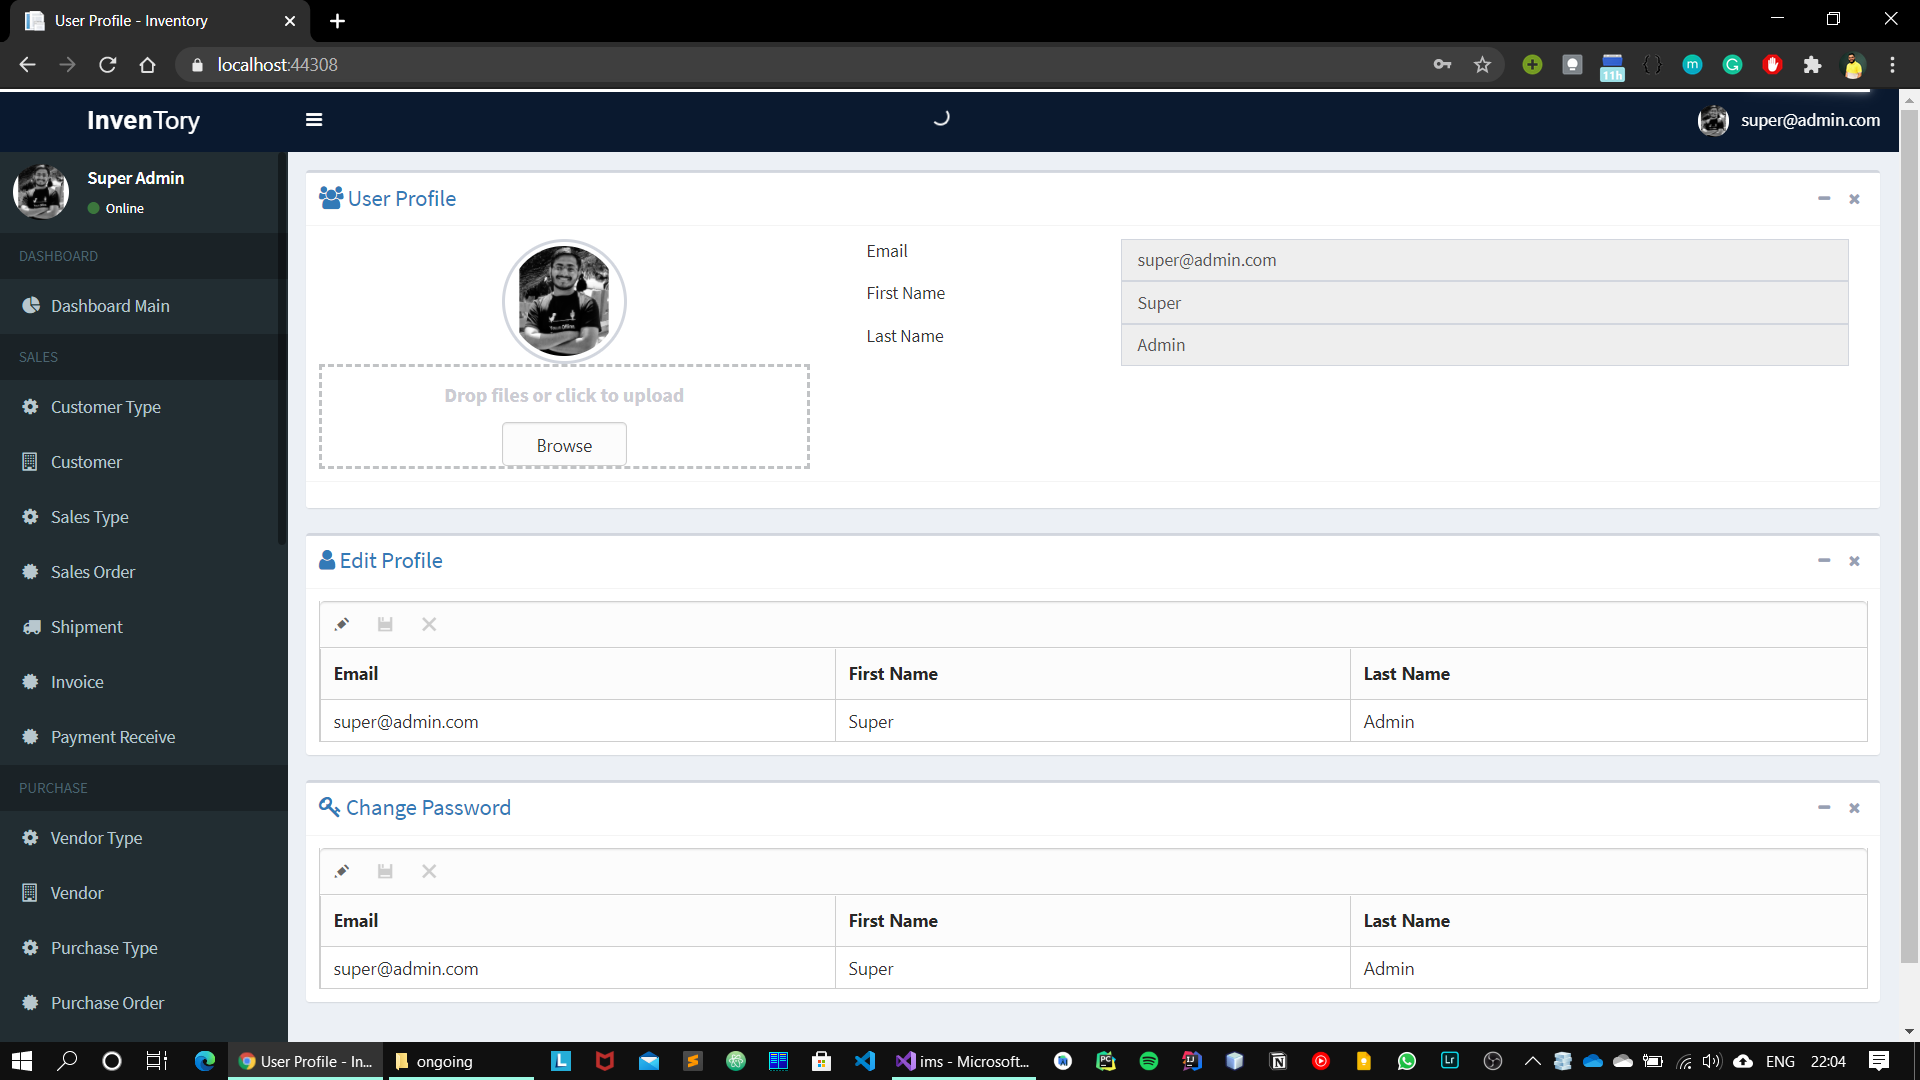 User Profile - Inventory
localhost:44308
11h
InvenTory
super@admin.com
Super Admin
Online
DASHBOARD
Dashboard Main
SALES
Customer Type
Customer
Sales Type
Sales Order
Shipment
Invoice
Payment Receive
PURCHASE
Vendor Type
Vendor
Purchase Type
Purchase Order
User Profile
Drop files or click to upload
Browse
Email
super@admin.com
First Name
Super
Last Name
Admin
Edit Profile
Email First Name Last Name
super@admin.com Super Admin
Change Password
Email First Name Last Name
super@admin.com Super Admin
User Profile - In...
ongoing
ims - Microsoft...
ENG
22:04